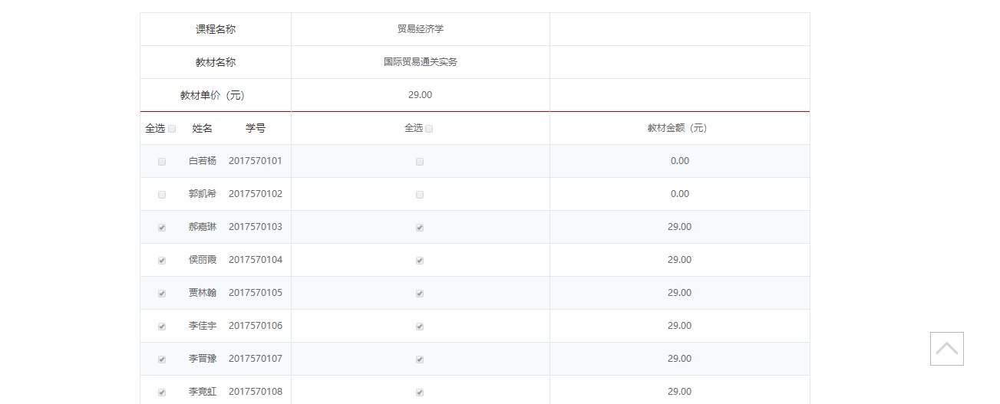 课程名称 贸易经济学
教材名称 国际贸易通关实务
教材单价（元） 29.00
全选 姓名 学号 全选 教材金额（元）
白若杨 2017570101 0.00
郭凯希 2017570102 0.00
郝嘉琳 2017570103 29.00
侯丽霞 2017570104 29.00
贾林翰 2017570105 29.00
李佳宇 2017570106 29.00
李晋豫 2017570107 29.00
李竞虹 2017570108 29.00